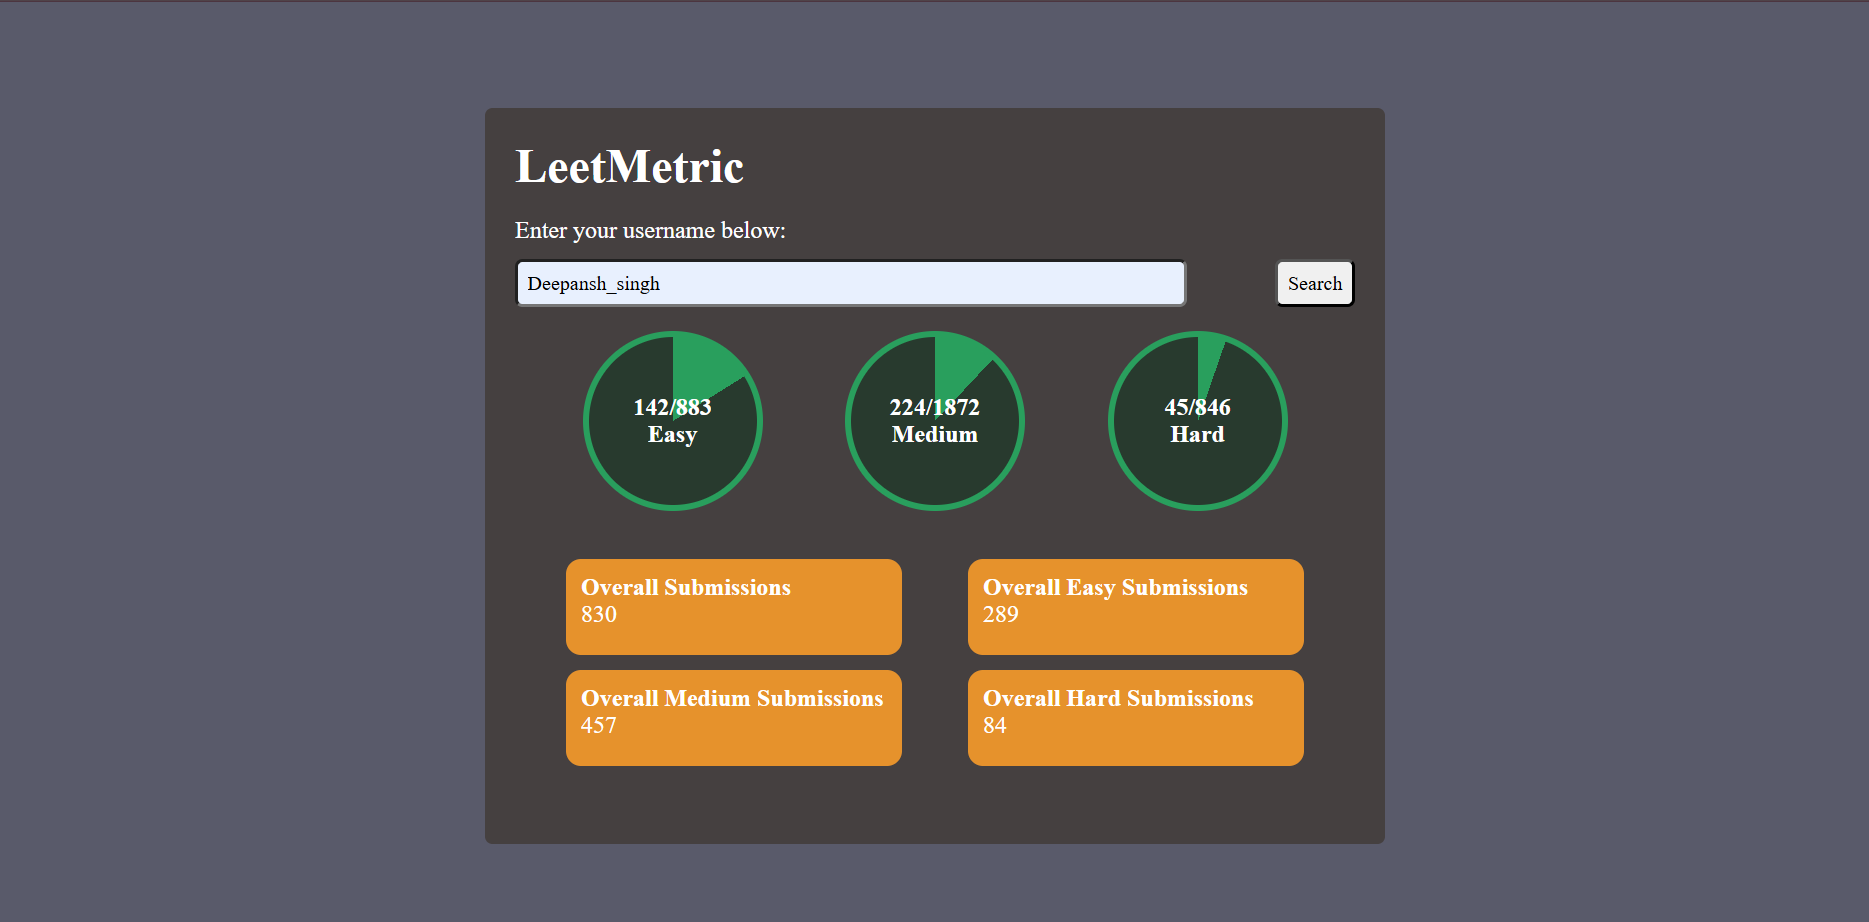 LeetMetric
Enter your username below:
Deepansh_singh
Search
142/883
Easy
224/1872
Medium
45/846
Hard
Overall Submissions
830
Overall Easy Submissions
289
Overall Medium Submissions
457
Overall Hard Submissions
84